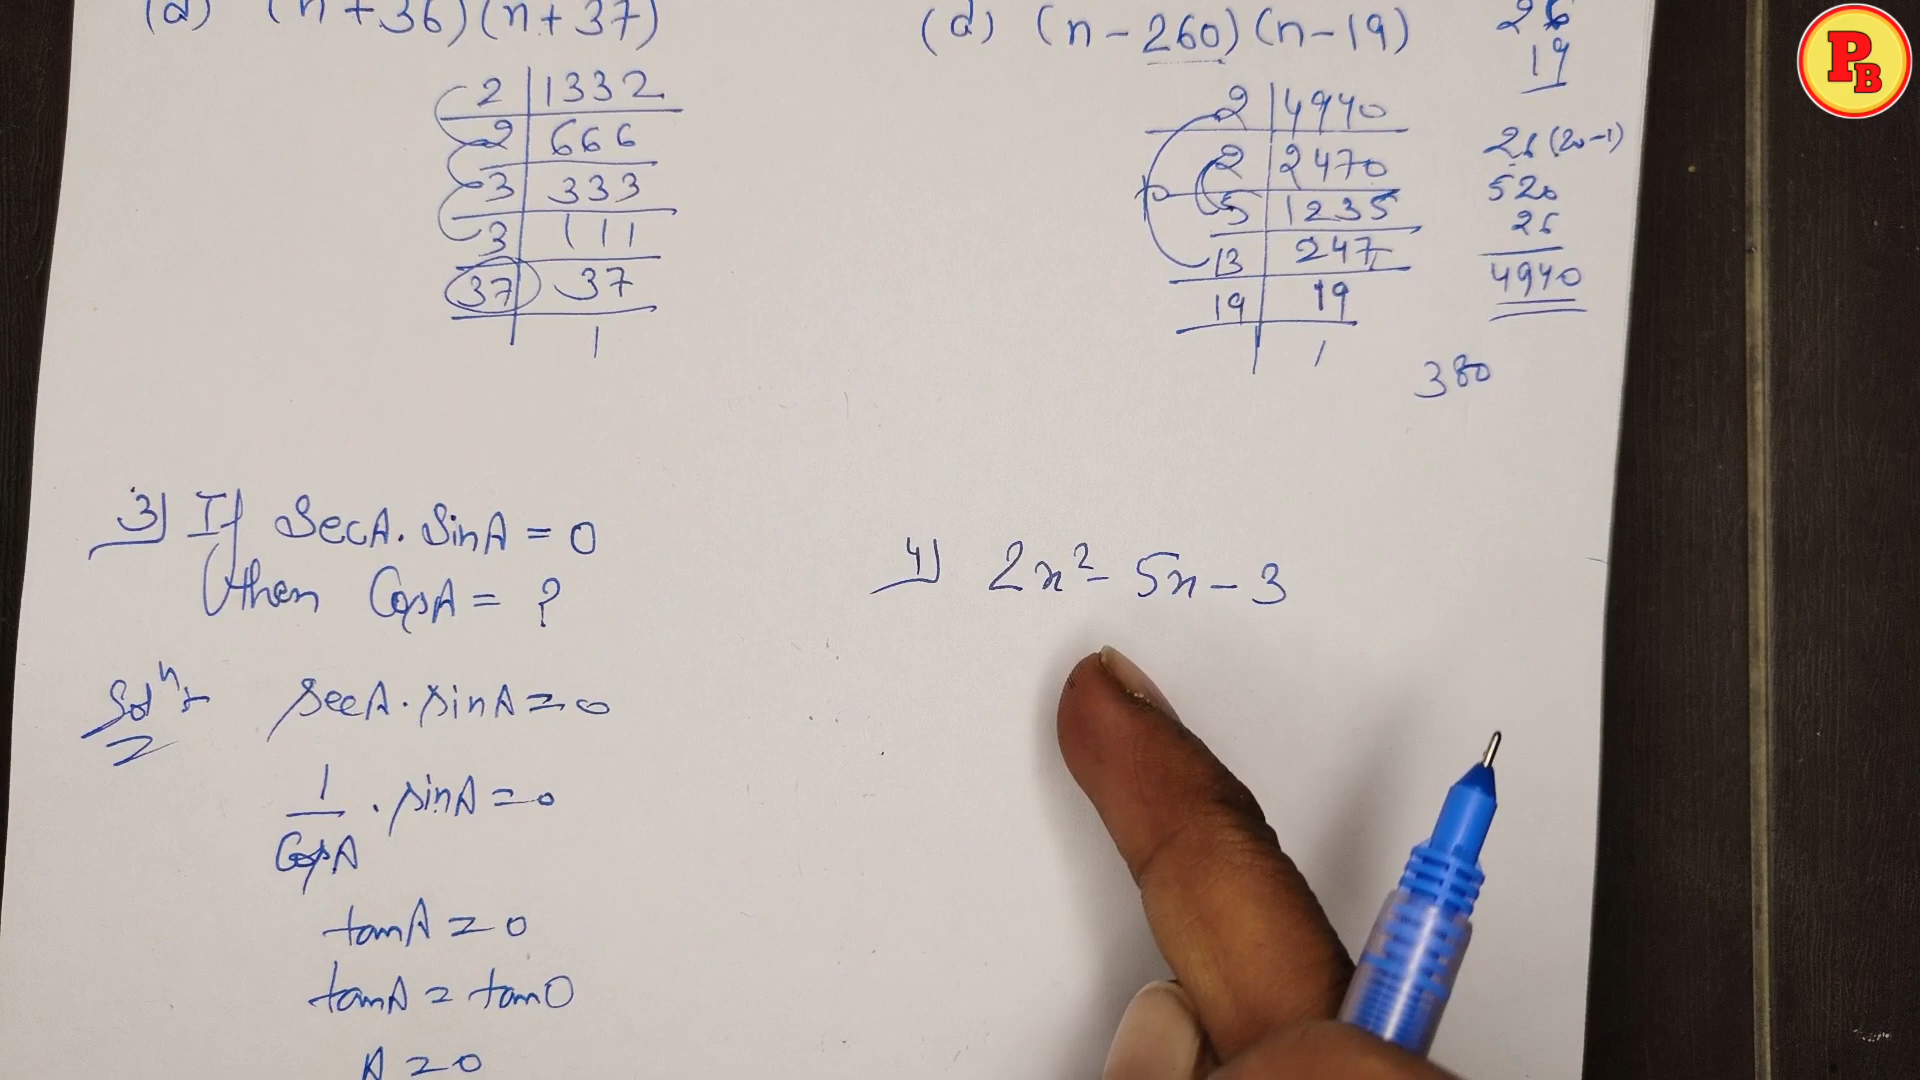 (d) (n + 36) (n + 37)
2 | 1332
2 | 666
3 | 333
3 | 111
37 | 37
1
(d) (n - 260) (n - 19)
2 | 4940
2 | 2470
5 | 1235
13 | 247
19 | 19
1
26
19
26 (20-1)
520
26
4940
380
3) If SecA. SinA = 0
then CosA = ?
Solⁿ:-
secA . sinA = 0
1/CosA . sinA = 0
tanA = 0
tanA = tan0
A = 0
4) 2x² - 5x - 3
PB